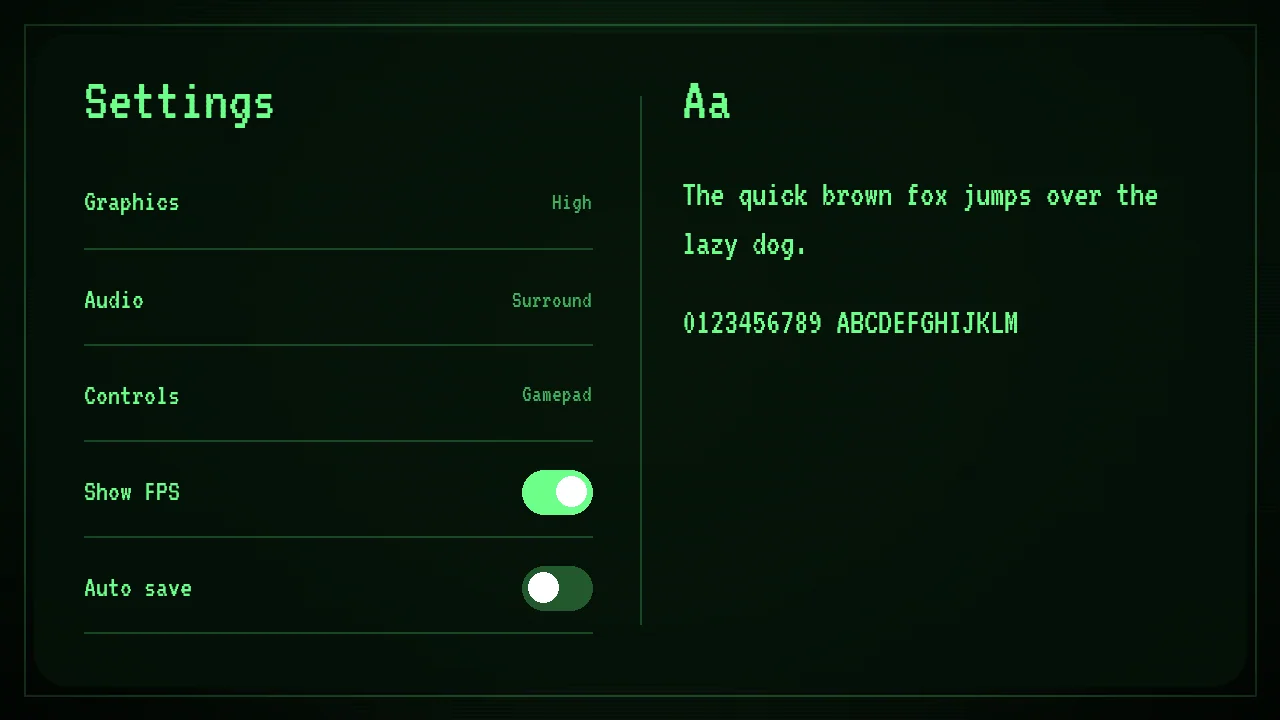 Settings
Graphics High
Audio Surround
Controls Gamepad
Show FPS
Auto save
Aa
The quick brown fox jumps over the
lazy dog.
0123456789 ABCDEFGHIJKLM